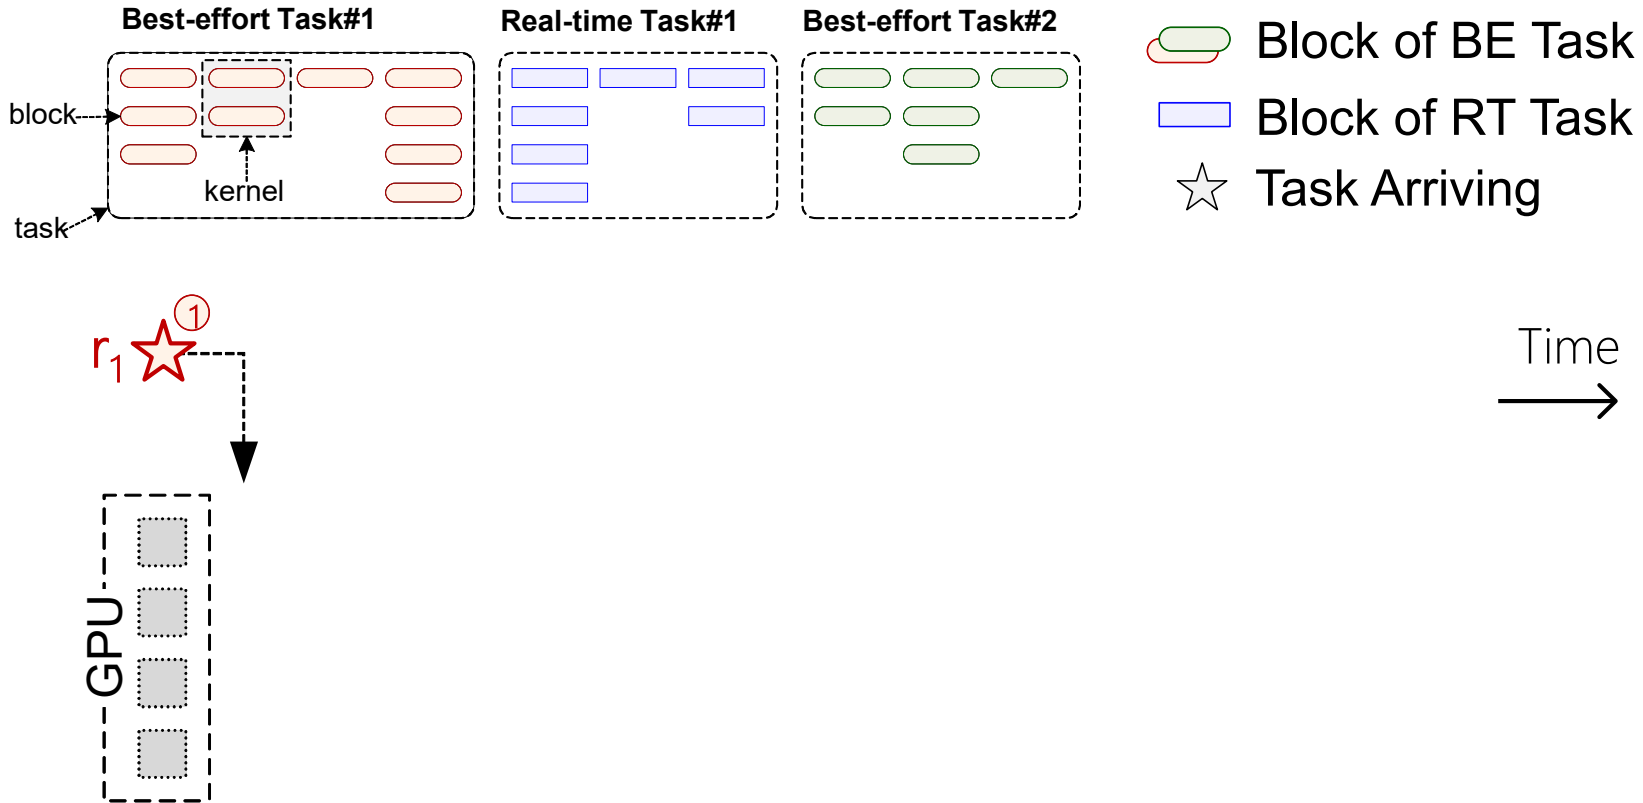 Best-effort Task#1
Real-time Task#1
Best-effort Task#2
Block of BE Task
block
Block of RT Task
kernel
Task Arriving
task
1
r1
Time
GPU